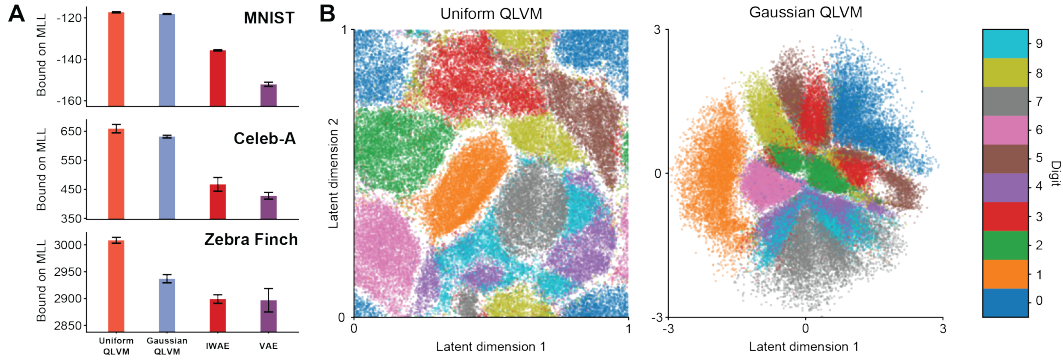 A
MNIST
Bound on MLL
-120
-140
-160
Celeb-A
Bound on MLL
650
550
450
350
Zebra Finch
Bound on MLL
3000
2950
2900
2850
Uniform
QLVM
Gaussian
QLVM
IWAE
VAE
B
Uniform QLVM
1
Latent dimension 2
0
0
1
Latent dimension 1
Gaussian QLVM
3
0
-3
-3
0
3
Latent dimension 1
9
8
7
6
5
4
3
2
1
0
Digit